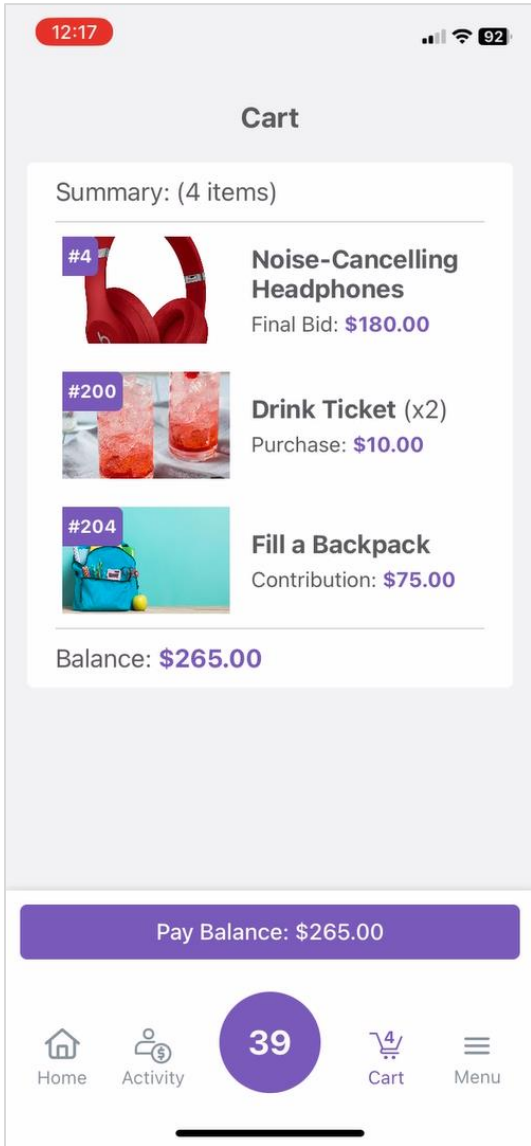 12:17
92
Cart
Summary: (4 items)
#4
Noise-Cancelling
Headphones
Final Bid: $180.00
#200
Drink Ticket (x2)
Purchase: $10.00
#204
Fill a Backpack
Contribution: $75.00
Balance: $265.00
Pay Balance: $265.00
39
4
Home
Activity
Cart
Menu